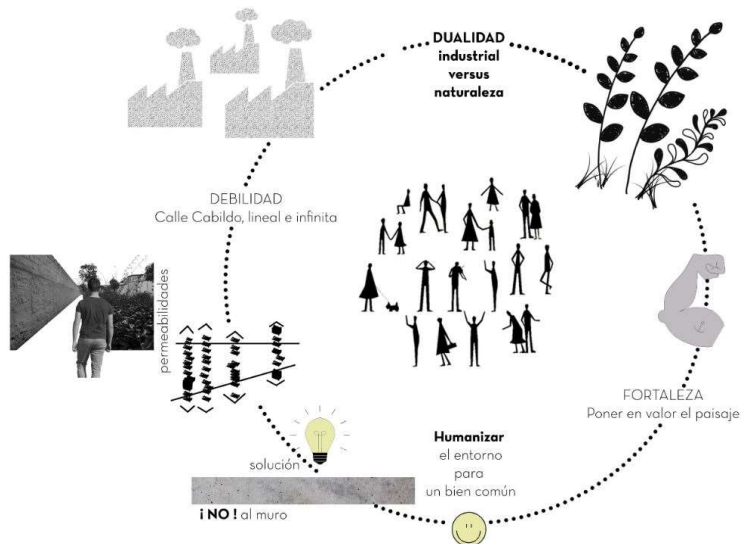 DUALIDAD
industrial
versus
naturaleza
DEBILIDAD
Calle Cabildo, lineal e infinita
permeabilidades
FORTALEZA
Poner en valor el paisaje
solución
¡NO! al muro
Humanizar
el entorno
para
un bien común